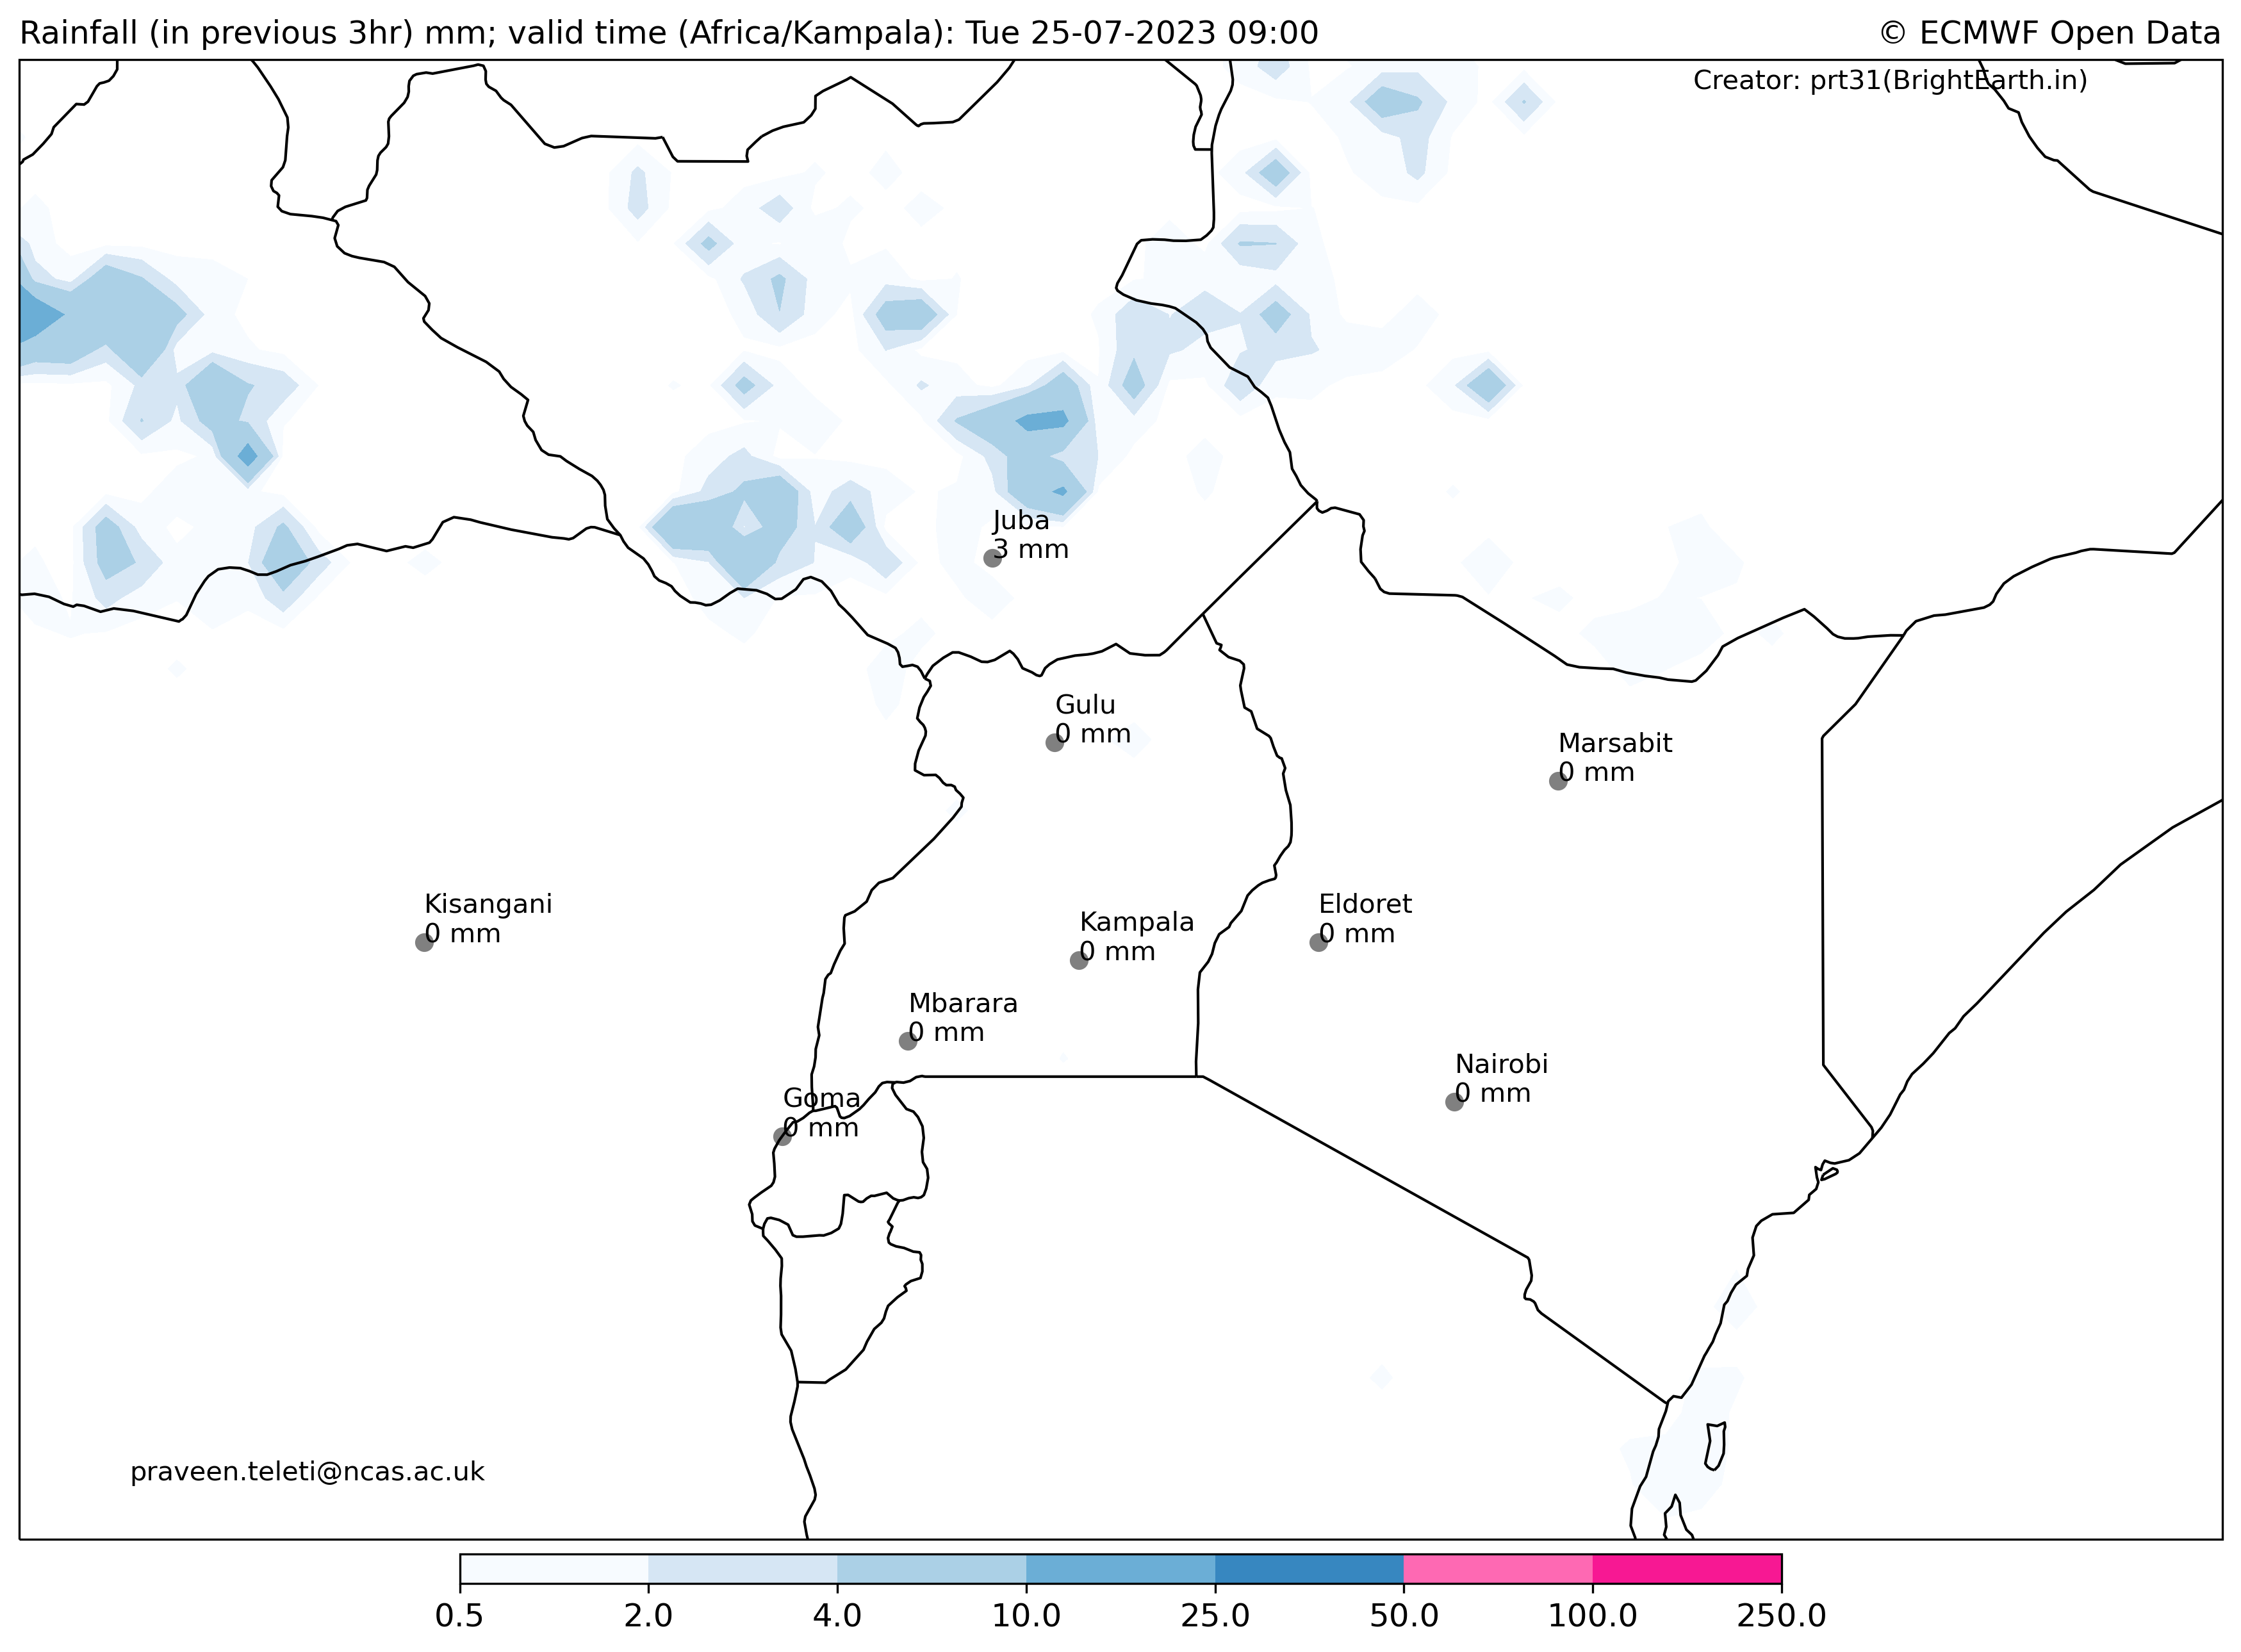 Rainfall (in previous 3hr) mm; valid time (Africa/Kampala): Tue 25-07-2023 09:00
© ECMWF Open Data
Creator: prt31(BrightEarth.in)
Juba
3 mm
Gulu
0 mm
Marsabit
0 mm
Kisangani
0 mm
Kampala
0 mm
Eldoret
0 mm
Mbarara
0 mm
Nairobi
0 mm
Goma
0 mm
praveen.teleti@ncas.ac.uk
0.5 2.0 4.0 10.0 25.0 50.0 100.0 250.0